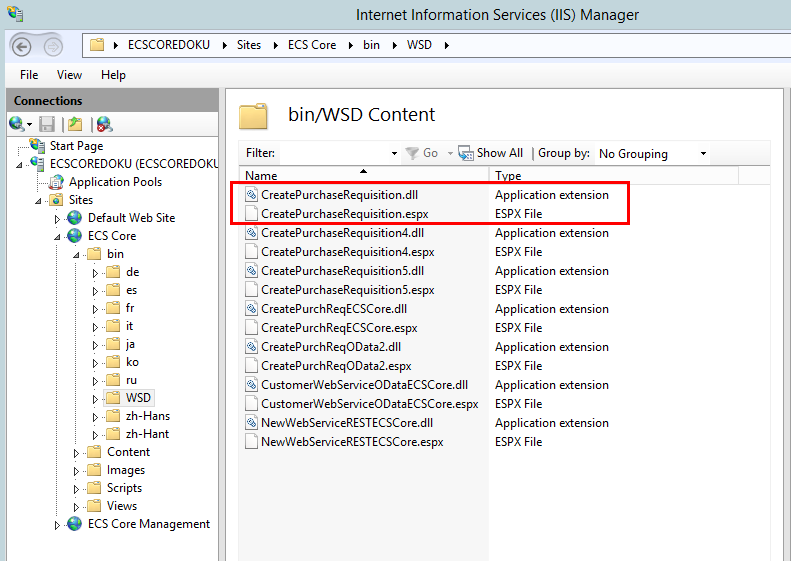 Internet Information Services (IIS) Manager
ECSCOREDOKU Sites ECS Core bin WSD
File View Help
Connections
Start Page
ECSCOREDOKU (ECSCOREDOKU
Application Pools
Sites
Default Web Site
ECS Core
bin
de
es
fr
it
ja
ko
ru
WSD
zh-Hans
zh-Hant
Content
Images
Scripts
Views
ECS Core Management
bin/WSD Content
Filter: Go Show All Group by: No Grouping
Name Type
CreatePurchaseRequisition.dll Application extension
CreatePurchaseRequisition.espx ESPX File
CreatePurchaseRequisition4.dll Application extension
CreatePurchaseRequisition4.espx ESPX File
CreatePurchaseRequisition5.dll Application extension
CreatePurchaseRequisition5.espx ESPX File
CreatePurchReqECSCore.dll Application extension
CreatePurchReqECSCore.espx ESPX File
CreatePurchReqOData2.dll Application extension
CreatePurchReqOData2.espx ESPX File
CustomerWebServiceODataECSCore.dll Application extension
CustomerWebServiceODataECSCore.espx ESPX File
NewWebServiceRESTECSCore.dll Application extension
NewWebServiceRESTECSCore.espx ESPX File